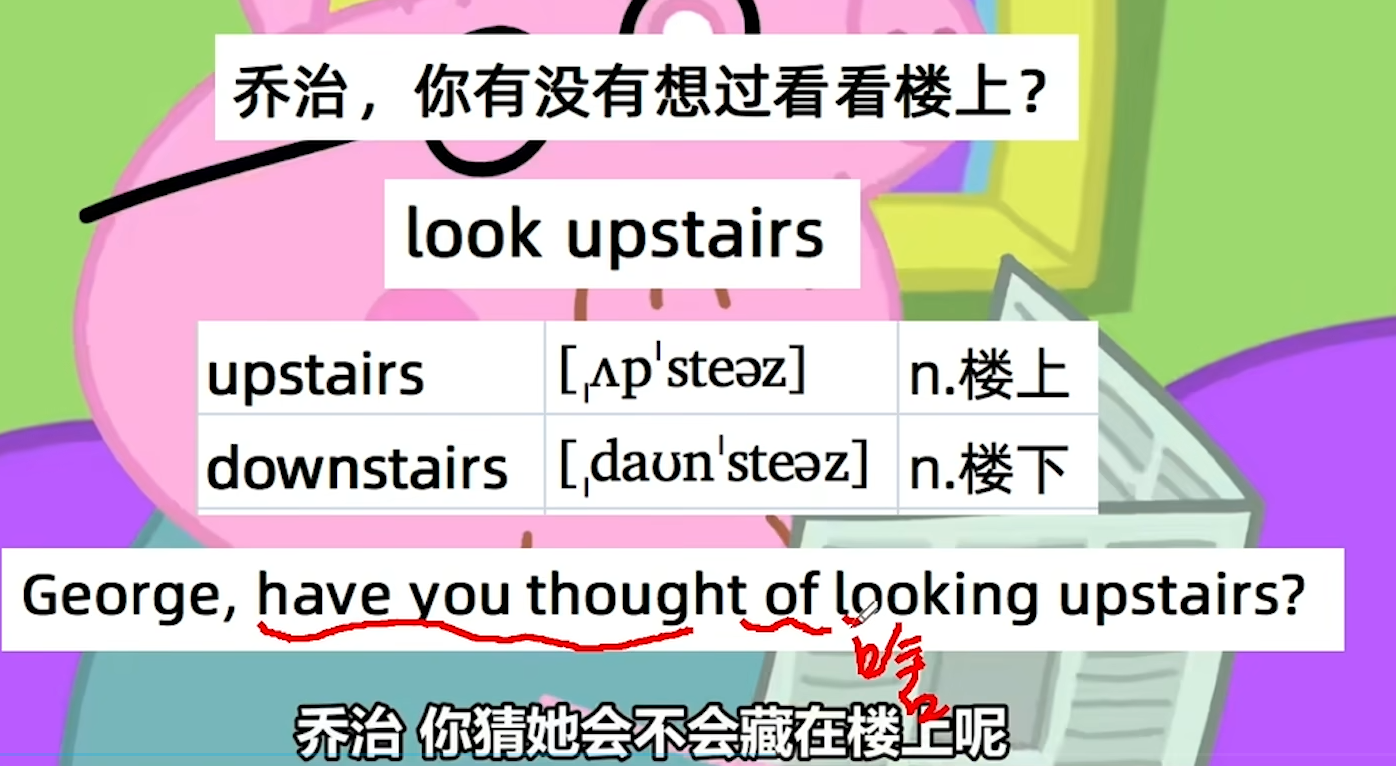 乔治，你有没有想过看看楼上？
look upstairs
upstairs [ˌʌpˈsteəz] n.楼上
downstairs [ˌdaʊnˈsteəz] n.楼下
George, have you thought of looking upstairs?
啥
乔治 你猜她会不会藏在楼上呢